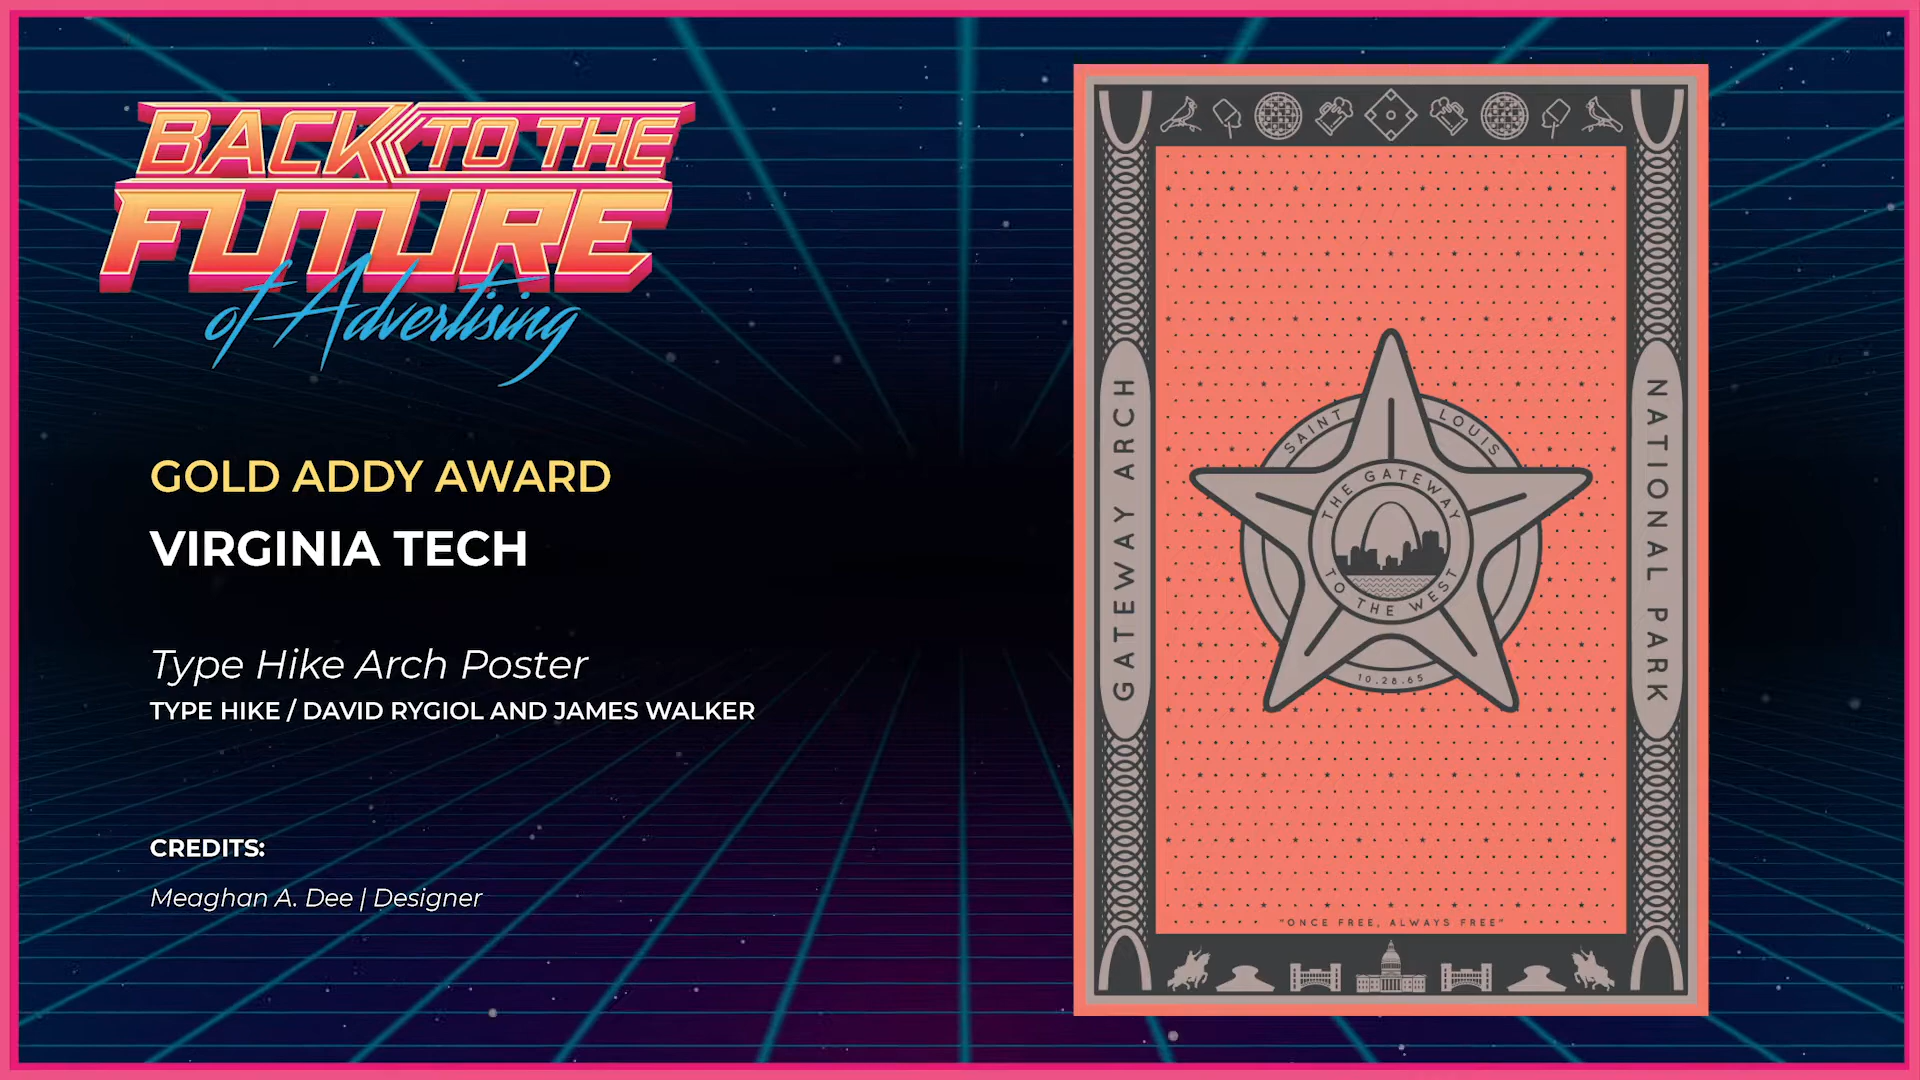 BACK TO THE
FUTURE
of Advertising
GOLD ADDY AWARD
VIRGINIA TECH
Type Hike Arch Poster
TYPE HIKE / DAVID RYGIOL AND JAMES WALKER
CREDITS:
Meaghan A. Dee | Designer
GATEWAY ARCH
SAINT LOUIS
THE GATEWAY
TO THE WEST
10.28.65
NATIONAL PARK
"ONCE FREE, ALWAYS FREE"